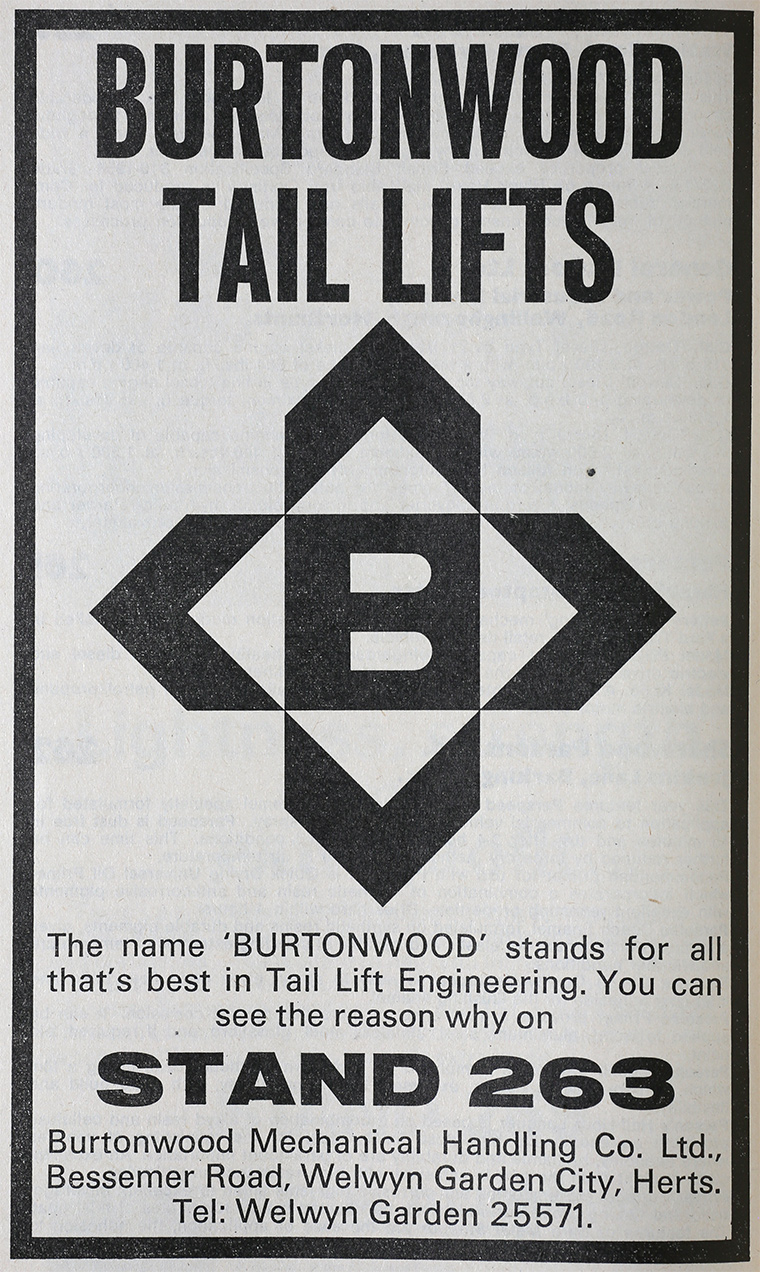 BURTONWOOD
TAIL LIFTS
B
The name ‘BURTONWOOD’ stands for all
that’s best in Tail Lift Engineering. You can
see the reason why on
STAND 263
Burtonwood Mechanical Handling Co. Ltd.,
Bessemer Road, Welwyn Garden City, Herts.
Tel: Welwyn Garden 25571.